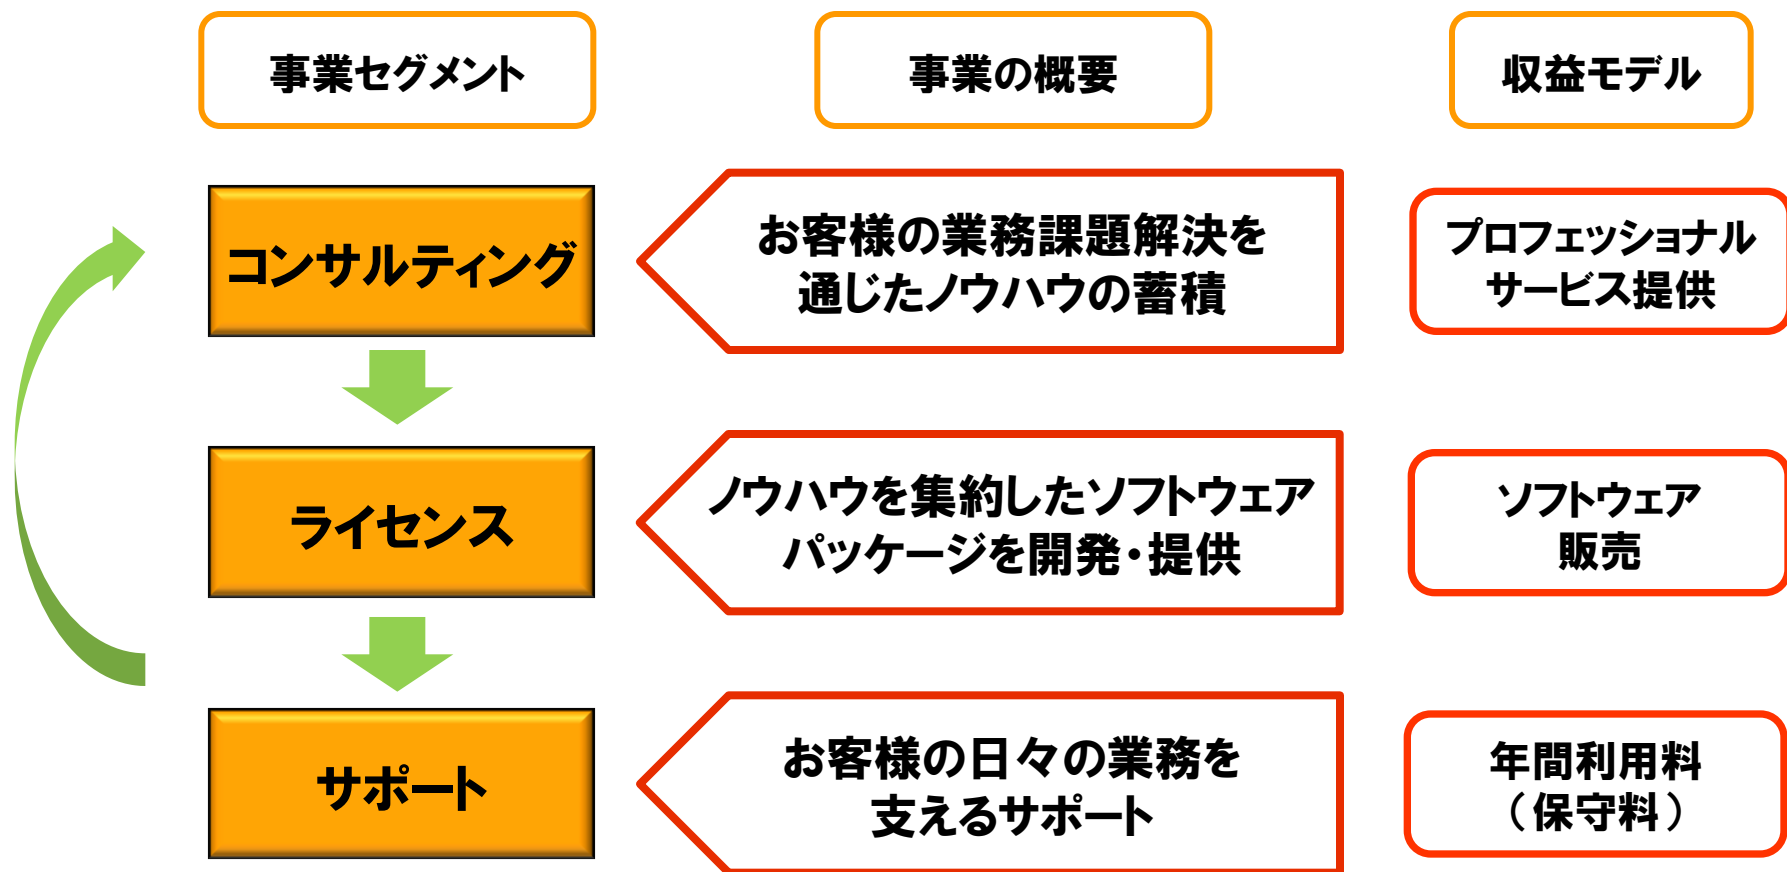 事業セグメント
事業の概要
収益モデル
コンサルティング
お客様の業務課題解決を
通じたノウハウの蓄積
プロフェッショナル
サービス提供
ライセンス
ノウハウを集約したソフトウェア
パッケージを開発・提供
ソフトウェア
販売
サポート
お客様の日々の業務を
支えるサポート
年間利用料
（保守料）